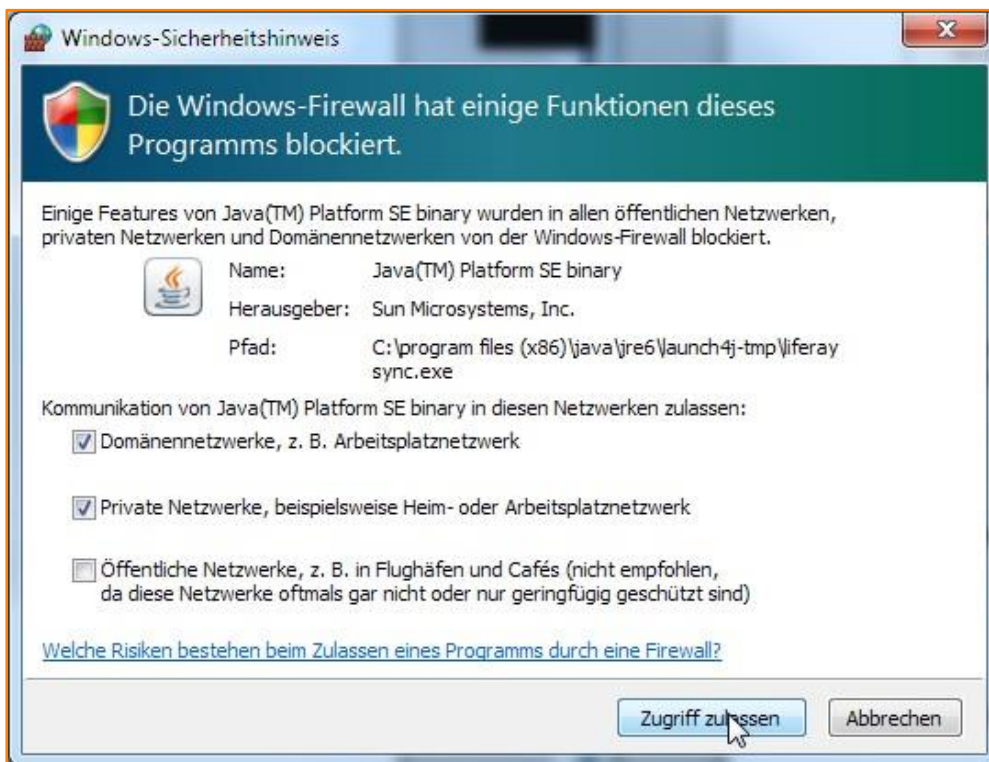 Windows-Sicherheitshinweis
Die Windows-Firewall hat einige Funktionen dieses
Programms blockiert.
Einige Features von Java(TM) Platform SE binary wurden in allen öffentlichen Netzwerken,
privaten Netzwerken und Domänennetzwerken von der Windows-Firewall blockiert.
Name: Java(TM) Platform SE binary
Herausgeber: Sun Microsystems, Inc.
Pfad: C:\program files (x86)\java\jre6\launch4j-tmp\liferay
sync.exe
Kommunikation von Java(TM) Platform SE binary in diesen Netzwerken zulassen:
Domänennetzwerke, z. B. Arbeitsplatznetzwerk
Private Netzwerke, beispielsweise Heim- oder Arbeitsplatznetzwerk
Öffentliche Netzwerke, z. B. in Flughäfen und Cafés (nicht empfohlen,
da diese Netzwerke oftmals gar nicht oder nur geringfügig geschützt sind)
Welche Risiken bestehen beim Zulassen eines Programms durch eine Firewall?
Zugriff zulassen Abbrechen